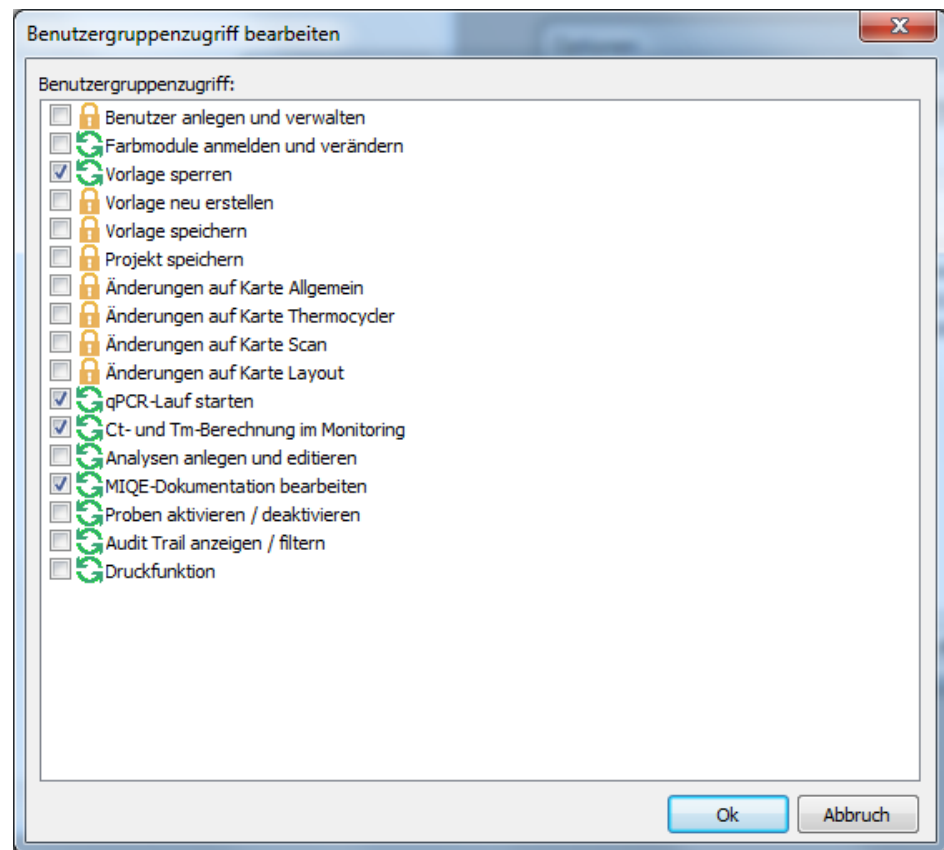 Benutzergruppenzugriff bearbeiten
Optionen
Benutzergruppenzugriff:
Benutzer anlegen und verwalten
Farbmodule anmelden und verändern
Vorlage sperren
Vorlage neu erstellen
Vorlage speichern
Projekt speichern
Änderungen auf Karte Allgemein
Änderungen auf Karte Thermocycler
Änderungen auf Karte Scan
Änderungen auf Karte Layout
qPCR-Lauf starten
Ct- und Tm-Berechnung im Monitoring
Analysen anlegen und editieren
MIQE-Dokumentation bearbeiten
Proben aktivieren / deaktivieren
Audit Trail anzeigen / filtern
Druckfunktion
Ok Abbruch